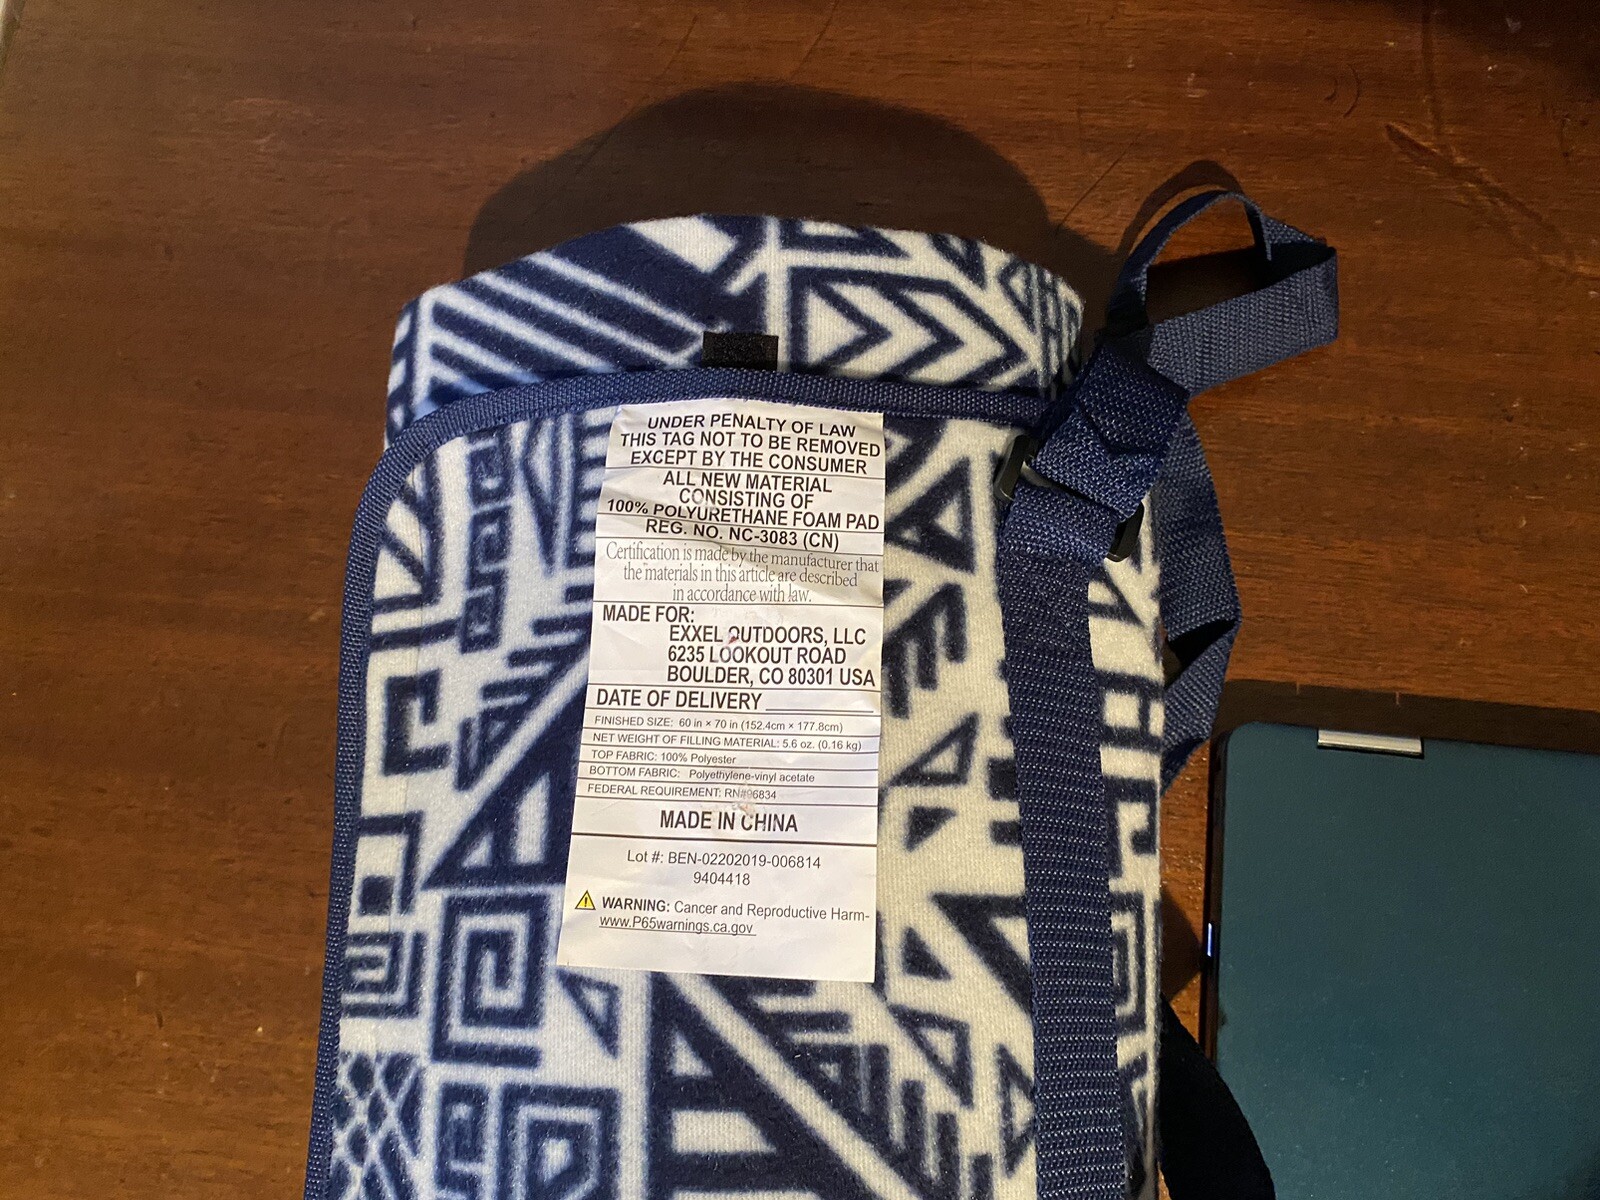 UNDER PENALTY OF LAW
THIS TAG NOT TO BE REMOVED
EXCEPT BY THE CONSUMER
ALL NEW MATERIAL
CONSISTING OF
100% POLYURETHANE FOAM PAD
REG. NO. NC-3083 (CN)
Certification is made by the manufacturer that
the materials in this article are described
in accordance with law.
MADE FOR:
EXXEL OUTDOORS, LLC
6235 LOOKOUT ROAD
BOULDER, CO 80301 USA
DATE OF DELIVERY
FINISHED SIZE: 60 in × 70 in (152.4cm × 177.8cm)
NET WEIGHT OF FILLING MATERIAL: 5.6 oz. (0.16 kg)
TOP FABRIC: 100% Polyester
BOTTOM FABRIC: Polyethylene-vinyl acetate
FEDERAL REQUIREMENT: RN#96834
MADE IN CHINA
Lot #: BEN-02202019-006814
9404418
WARNING: Cancer and Reproductive Harm-
www.P65warnings.ca.gov